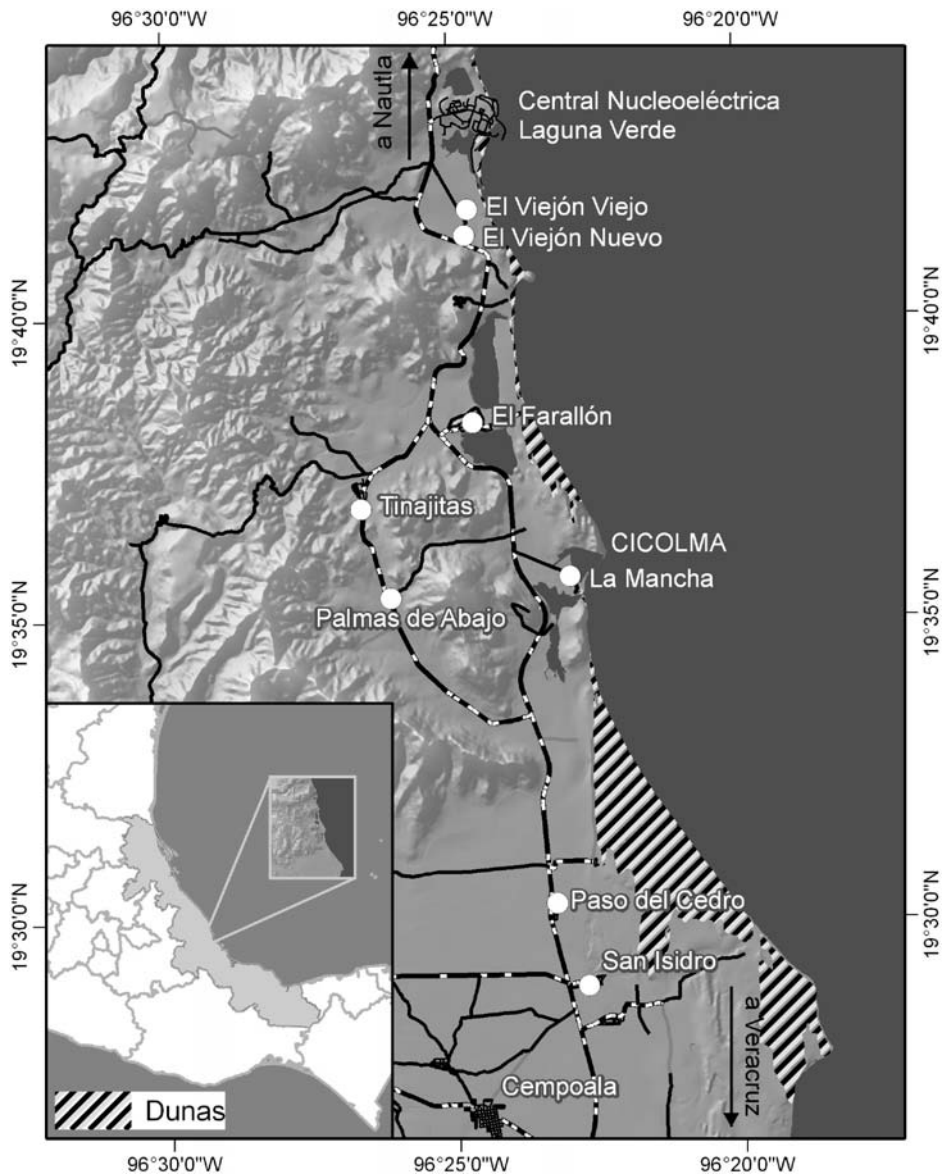 96°30'0"W
96°25'0"W
96°20'0"W
a Nautla
Central Nucleoeléctrica
Laguna Verde
El Viejón Viejo
El Viejón Nuevo
19°40'0"N
19°40'0"N
El Farallón
Tinajitas
CICOLMA
La Mancha
Palmas de Abajo
19°35'0"N
19°35'0"N
Paso del Cedro
19°30'0"N
19°30'0"N
San Isidro
a Veracruz
Cempoala
Dunas
96°30'0"W
96°25'0"W
96°20'0"W